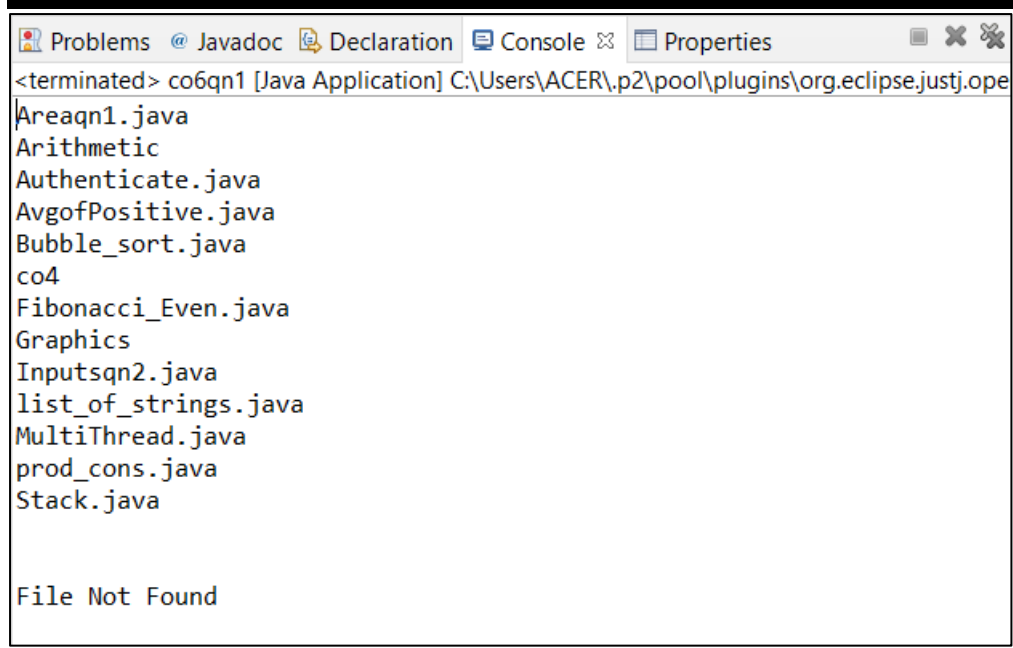 Problems @ Javadoc Declaration Console Properties
<terminated> co6qn1 [Java Application] C:\Users\ACER\.p2\pool\plugins\org.eclipse.justj.ope
Areaqn1.java
Arithmetic
Authenticate.java
AvgofPositive.java
Bubble_sort.java
co4
Fibonacci_Even.java
Graphics
Inputsqn2.java
list_of_strings.java
MultiThread.java
prod_cons.java
Stack.java
File Not Found